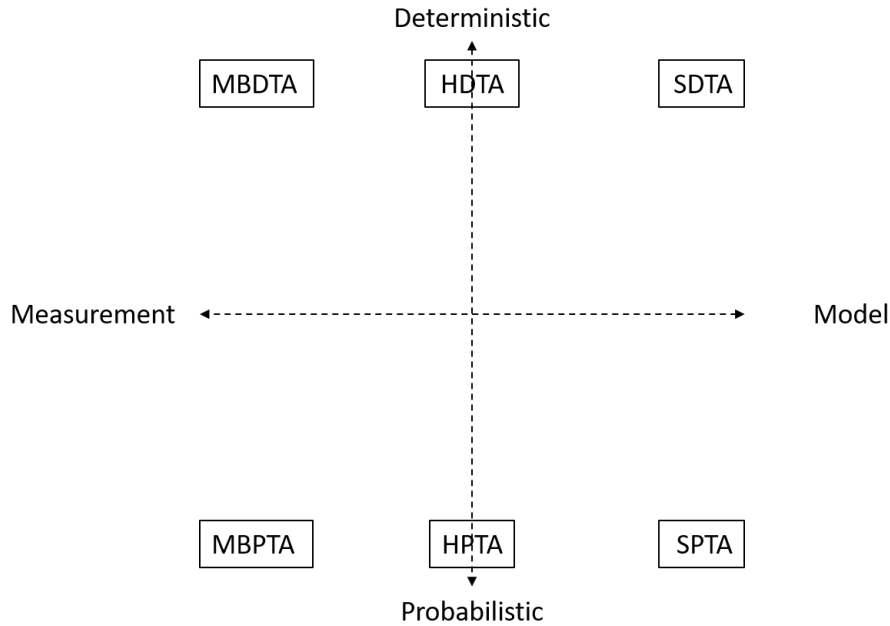 Deterministic
MBDTA HDTA SDTA
Measurement Model
MBPTA HPTA SPTA
Probabilistic